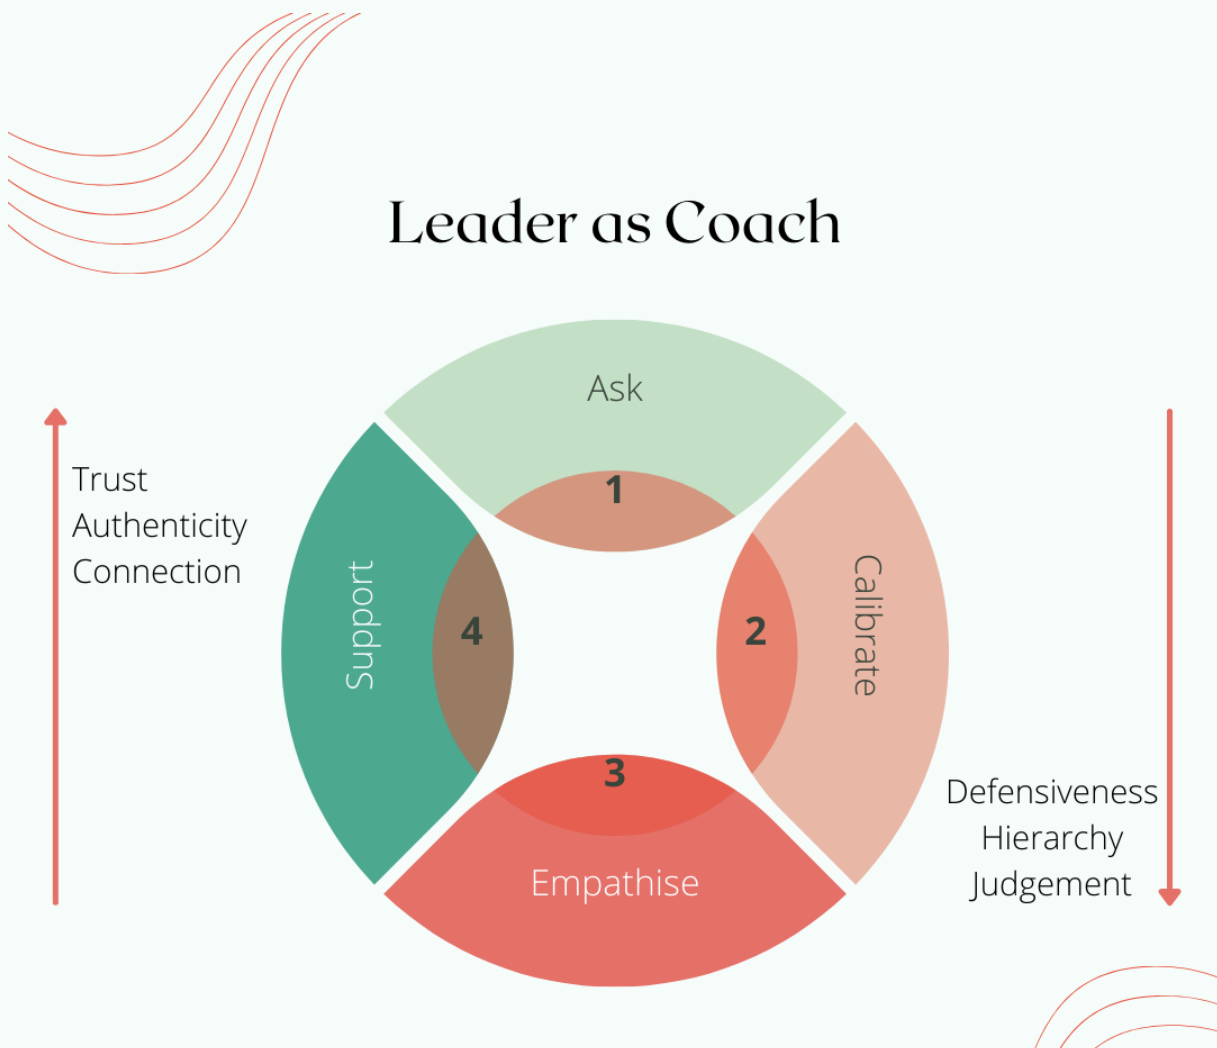 Leader as Coach
Ask
1
Trust
Authenticity
Connection
Support
4
2
Calibrate
3
Empathise
Defensiveness
Hierarchy
Judgement